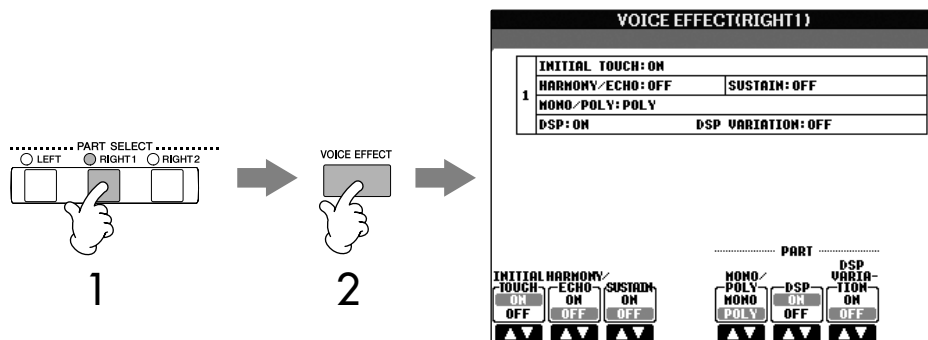 PART SELECT
LEFT RIGHT1 RIGHT2
1
VOICE EFFECT
2
VOICE EFFECT(RIGHT1)
1
INITIAL TOUCH:ON
HARMONY/ECHO:OFF SUSTAIN:OFF
MONO/POLY:POLY
DSP:ON DSP VARIATION:OFF
PART
INITIAL TOUCH
ON
OFF
HARMONY/ECHO
ON
OFF
SUSTAIN
ON
OFF
MONO/
POLY
MONO
POLY
DSP
ON
OFF
DSP
VARIA-
TION
ON
OFF